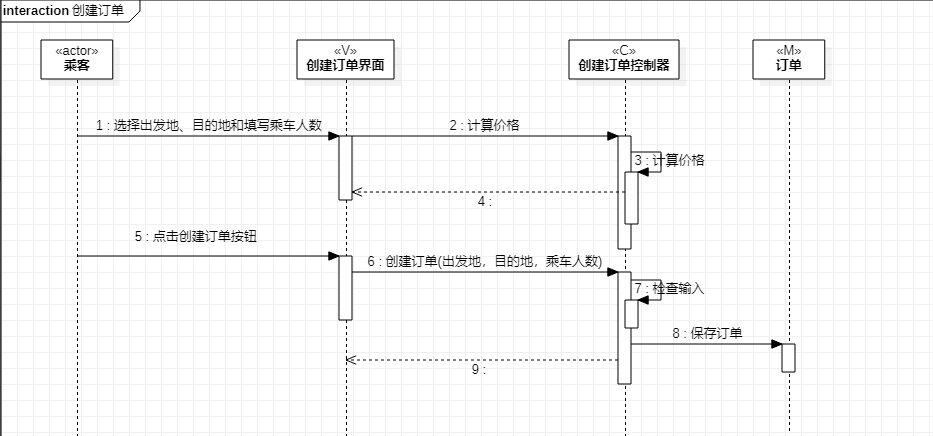 interaction 创建订单
«actor»
乘客
«V»
创建订单界面
«C»
创建订单控制器
«M»
订单
1 : 选择出发地、目的地和填写乘车人数
2 : 计算价格
3 : 计算价格
4 :
5 : 点击创建订单按钮
6 : 创建订单(出发地，目的地，乘车人数)
7 : 检查输入
8 : 保存订单
9 :